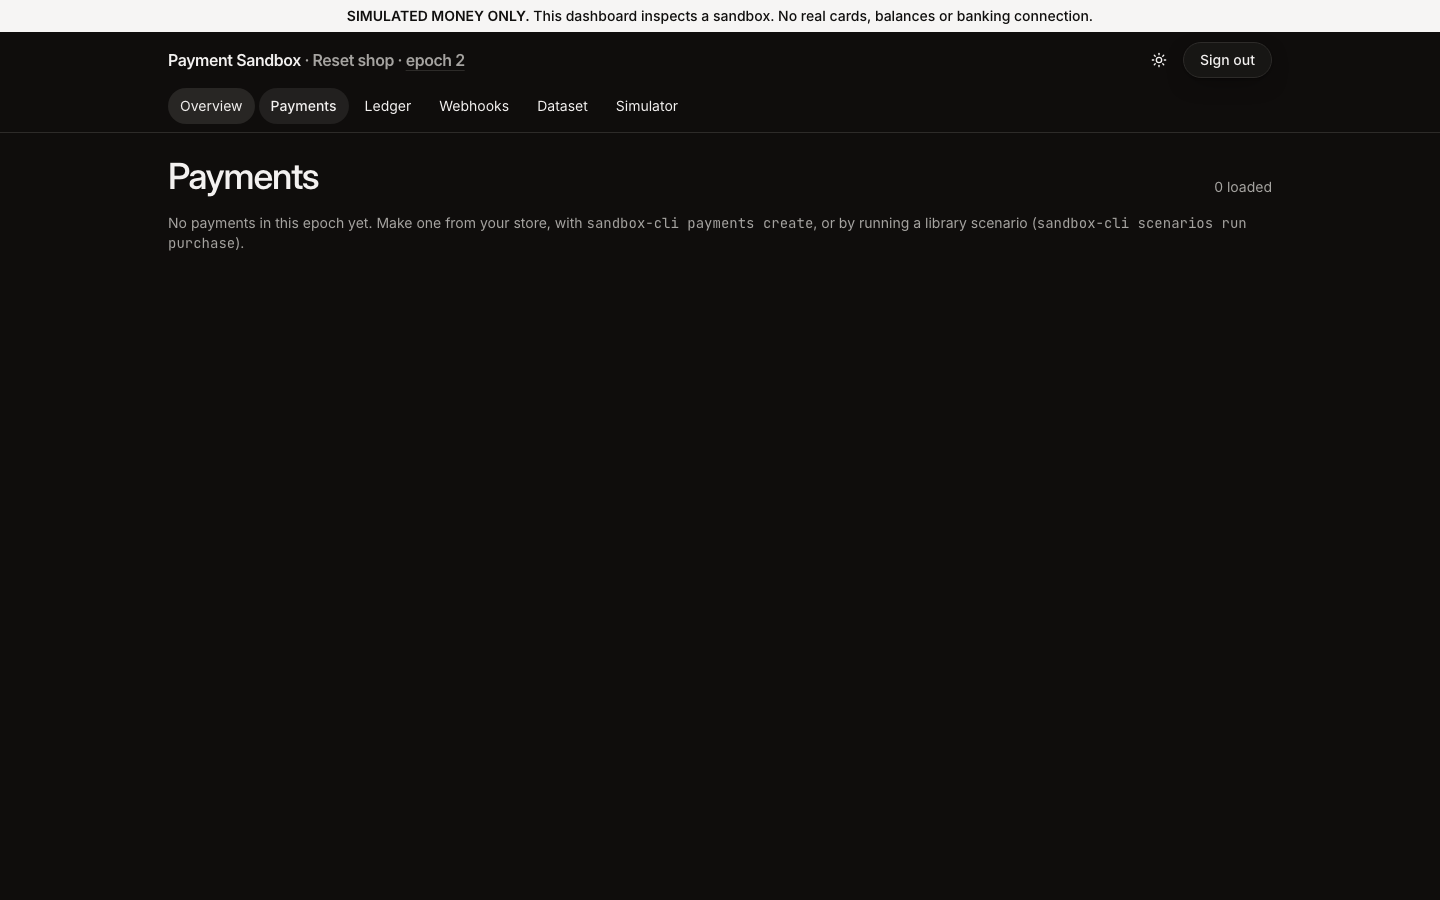 SIMULATED MONEY ONLY. This dashboard inspects a sandbox. No real cards, balances or banking connection.
Payment Sandbox · Reset shop · epoch 2
Sign out
Overview Payments Ledger Webhooks Dataset Simulator
Payments
0 loaded
No payments in this epoch yet. Make one from your store, with sandbox-cli payments create, or by running a library scenario (sandbox-cli scenarios run
purchase).